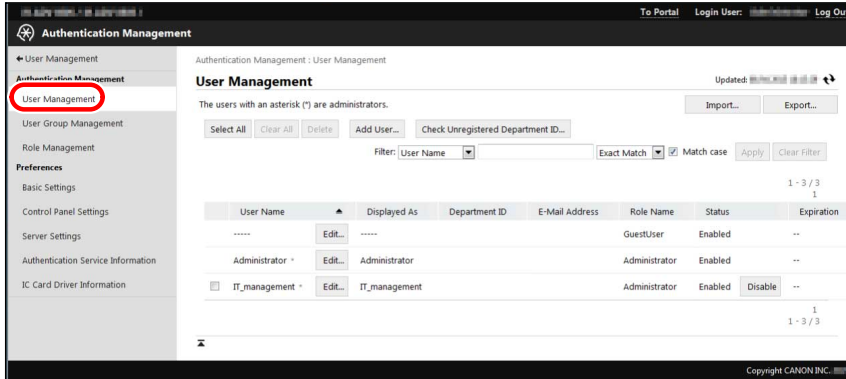 To Portal Login User: Log Ou
Authentication Management
User Management
Authentication Management : User Management
Authentication Management
User Management
Updated:
User Management
The users with an asterisk (*) are administrators.
Import... Export...
User Group Management
Select All Clear All Delete Add User... Check Unregistered Department ID...
Role Management
Filter: User Name Exact Match Match case Apply Clear Filter
Preferences
Basic Settings
1 - 3 / 3
1
Control Panel Settings
User Name Displayed As Department ID E-Mail Address Role Name Status Expiration
Server Settings
----- Edit... ----- GuestUser Enabled --
Authentication Service Information
Administrator * Edit... Administrator Administrator Enabled --
IC Card Driver Information
IT_management * Edit... IT_management Administrator Enabled Disable --
1
1 - 3 / 3
Copyright CANON INC.